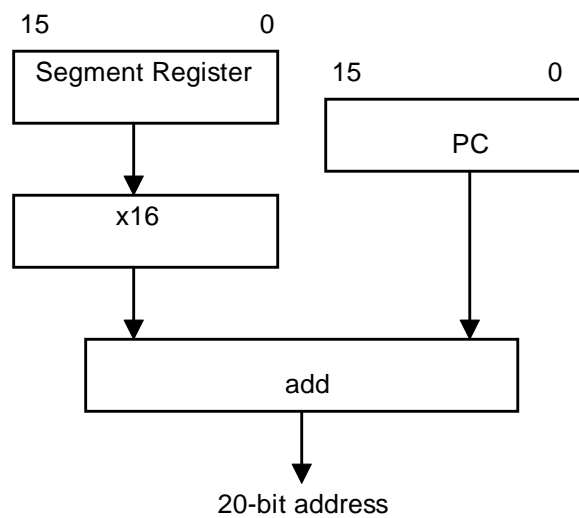 15 0
Segment Register
15 0
PC
x16
add
20-bit address